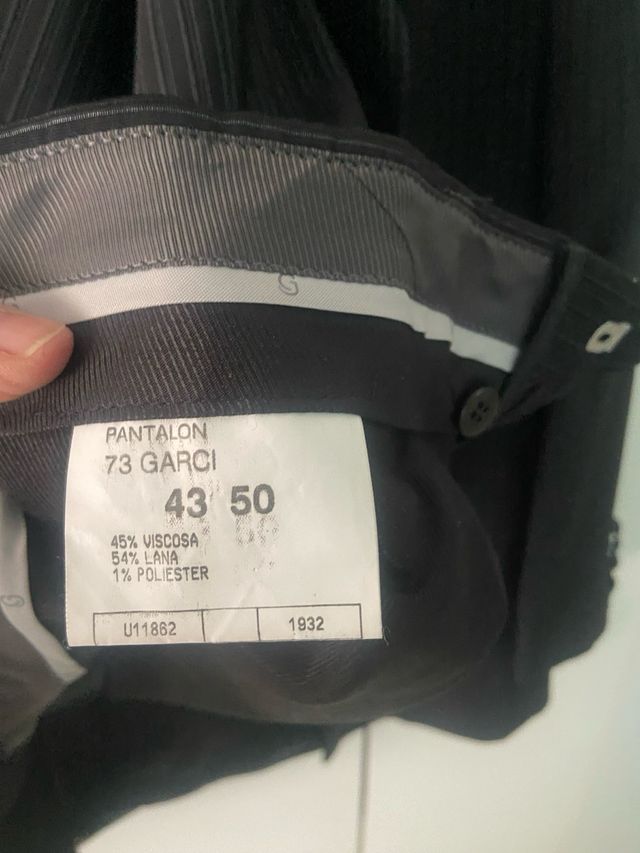 G
PANTALON
73 GARCI
43 50
45% VISCOSA
54% LANA
1% POLIESTER
U11862 1932
G